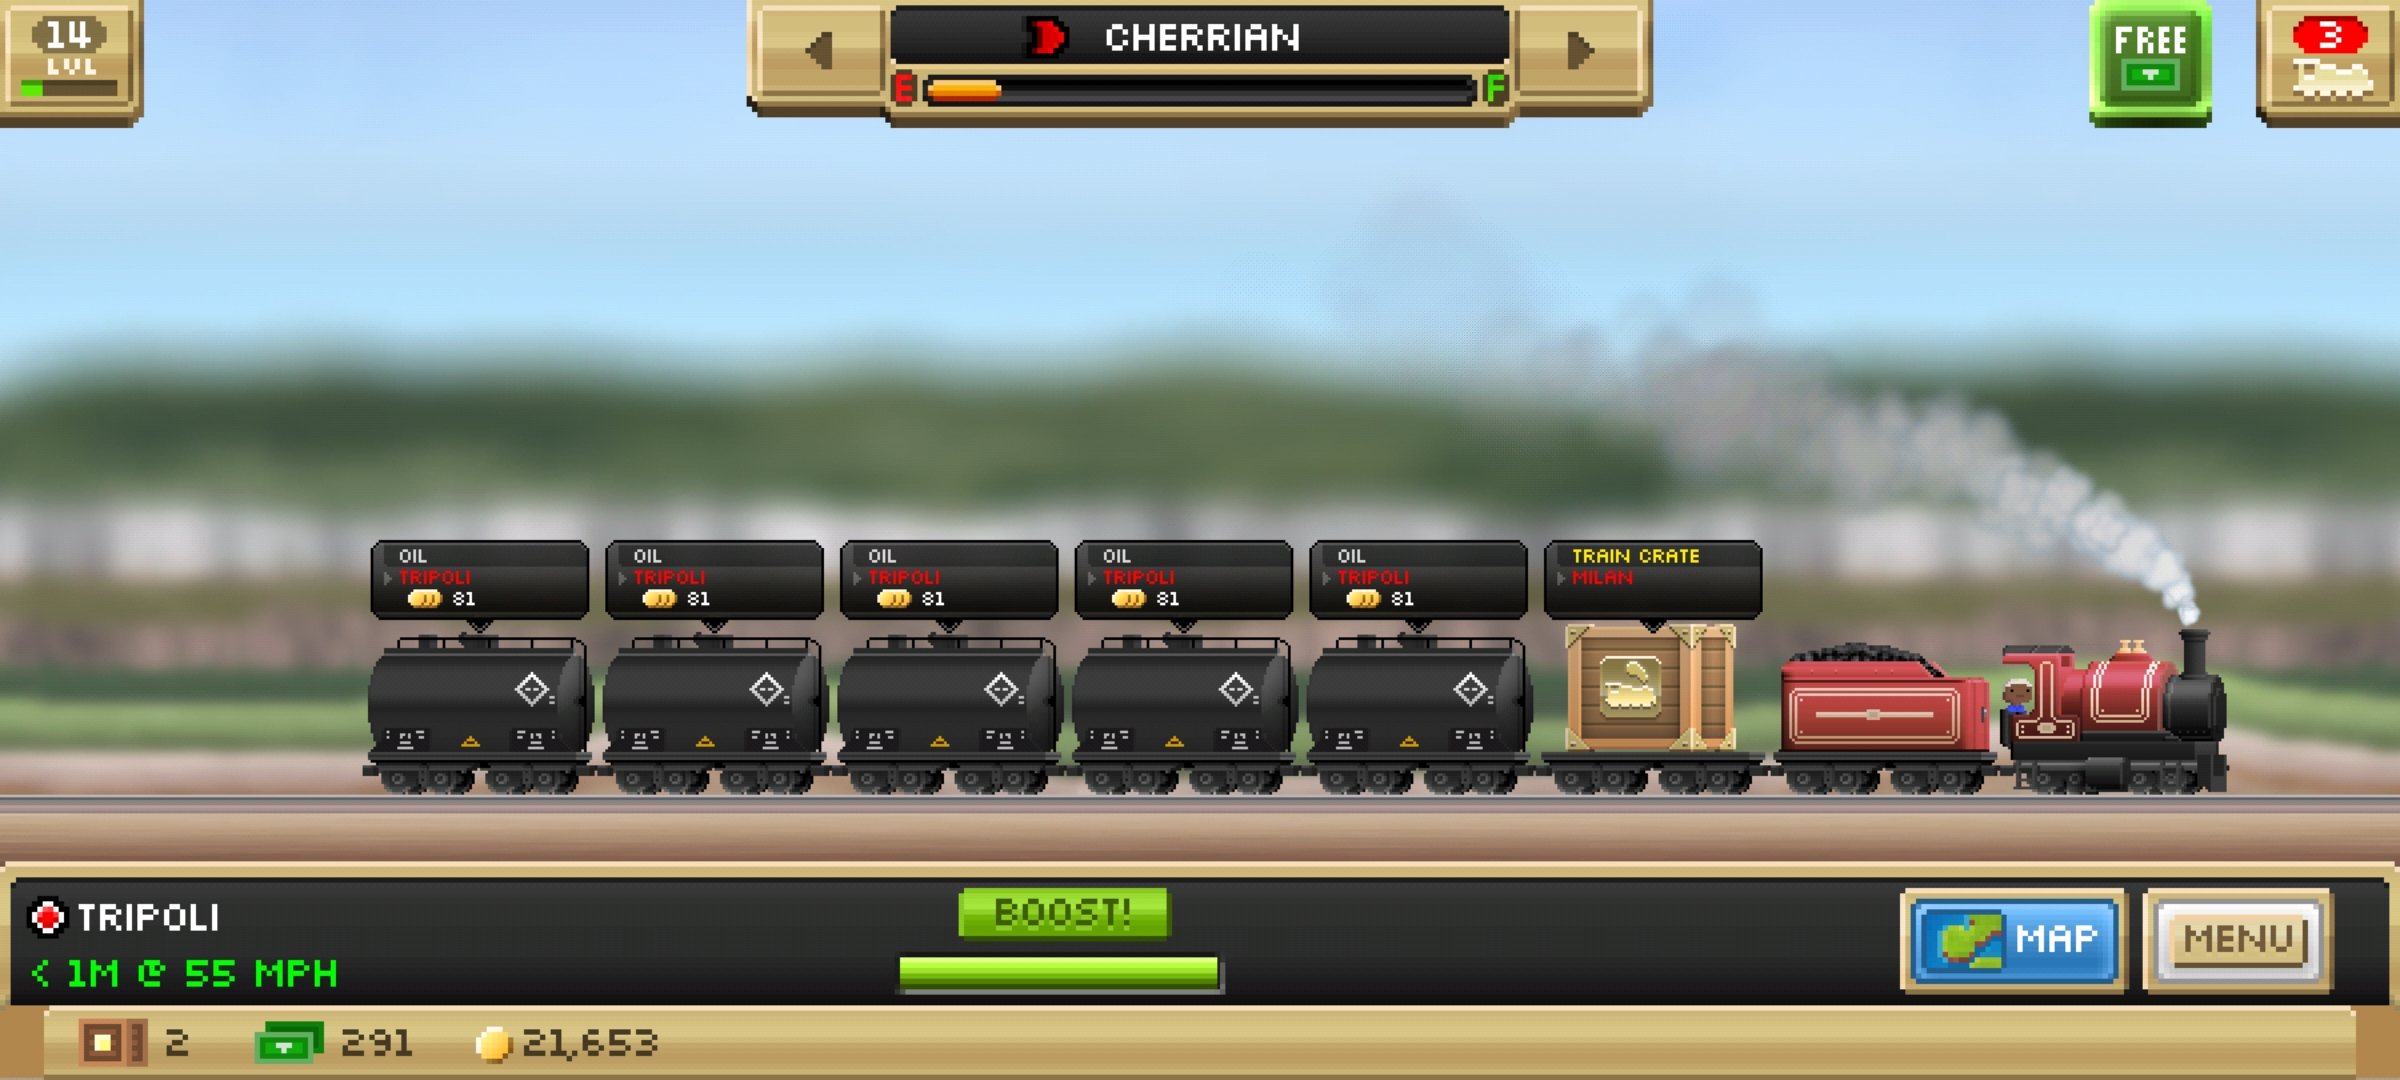 14
LVL
CHERRIAN
E
F
FREE
3
OIL
TRIPOLI
81
OIL
TRIPOLI
81
OIL
TRIPOLI
81
OIL
TRIPOLI
81
OIL
TRIPOLI
81
TRAIN CRATE
MILAN
TRIPOLI
< 1M @ 55 MPH
BOOST!
MAP
MENU
2
291
21,653